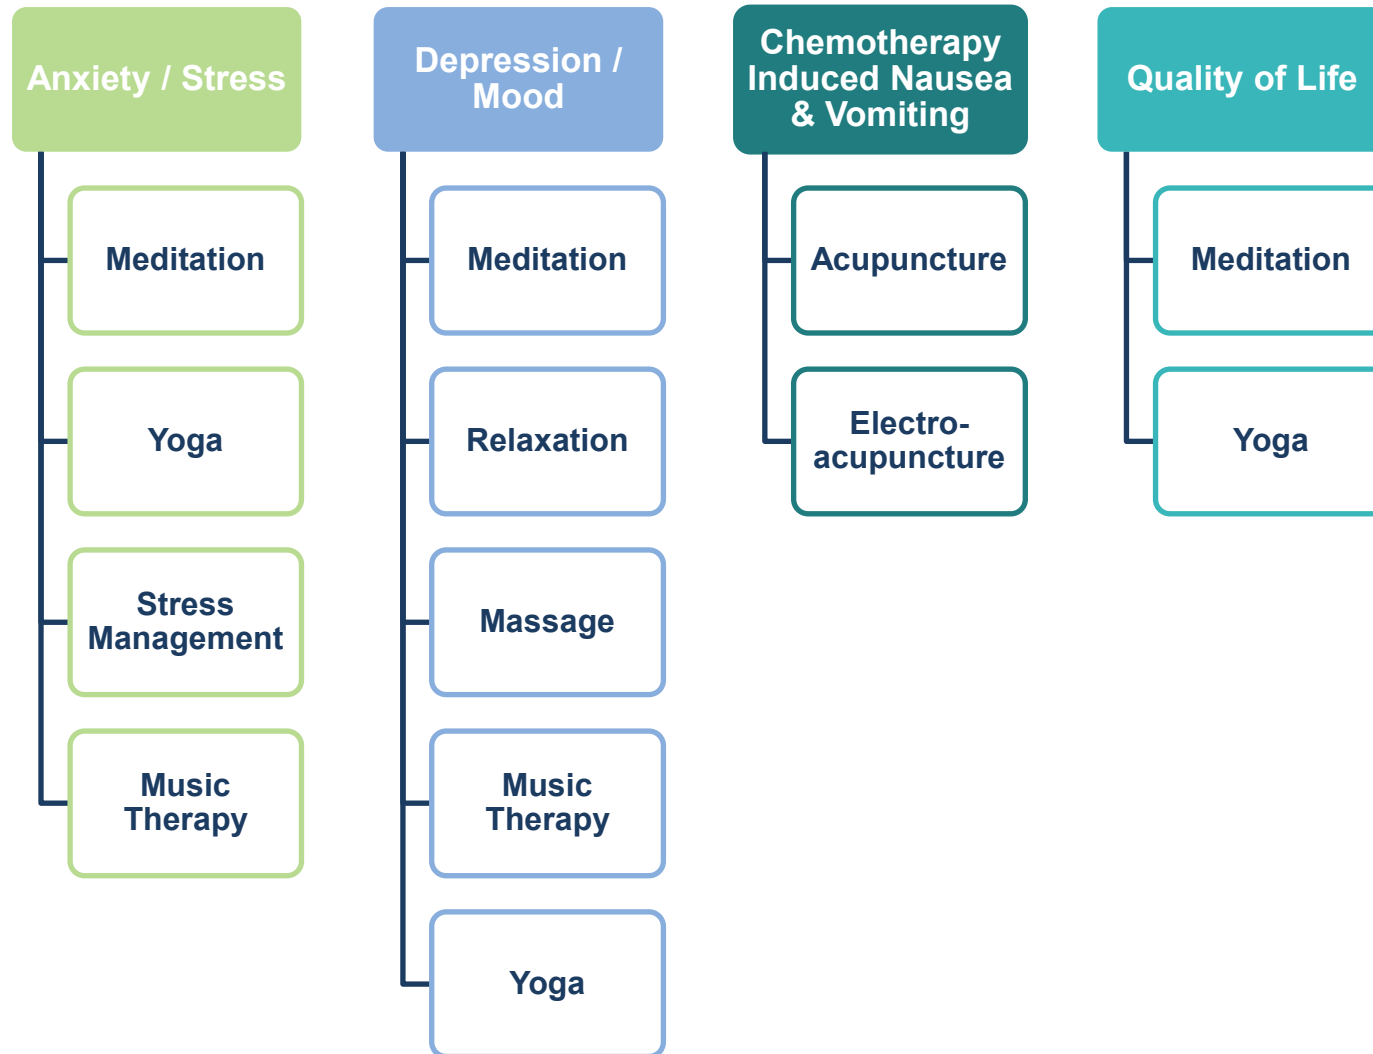 Anxiety / Stress
Meditation
Yoga
Stress
Management
Music
Therapy
Depression /
Mood
Meditation
Relaxation
Massage
Music
Therapy
Yoga
Chemotherapy
Induced Nausea
& Vomiting
Acupuncture
Electro-
acupuncture
Quality of Life
Meditation
Yoga